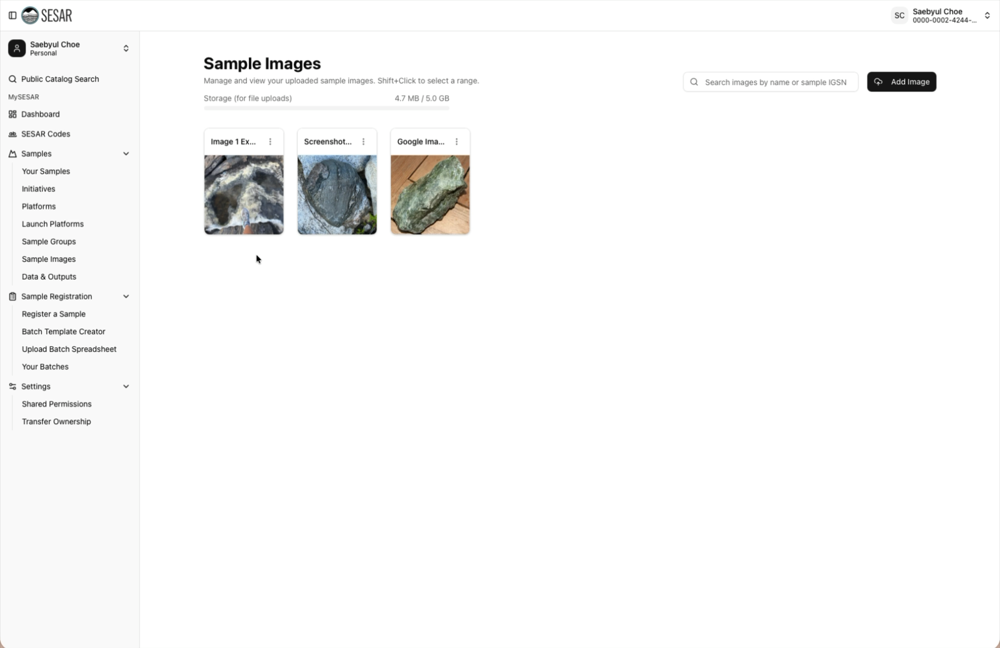 SESAR
SC
Saebyul Choe
0000-0002-4244-...
Saebyul Choe
Personal
Public Catalog Search
MySESAR
Dashboard
SESAR Codes
Samples
Your Samples
Initiatives
Platforms
Launch Platforms
Sample Groups
Sample Images
Data & Outputs
Sample Registration
Register a Sample
Batch Template Creator
Upload Batch Spreadsheet
Your Batches
Settings
Shared Permissions
Transfer Ownership
Sample Images
Manage and view your uploaded sample images. Shift+Click to select a range.
Storage (for file uploads) 4.7 MB / 5.0 GB
Search images by name or sample IGSN
Add Image
Image 1 Ex...
Screenshot...
Google Ima...